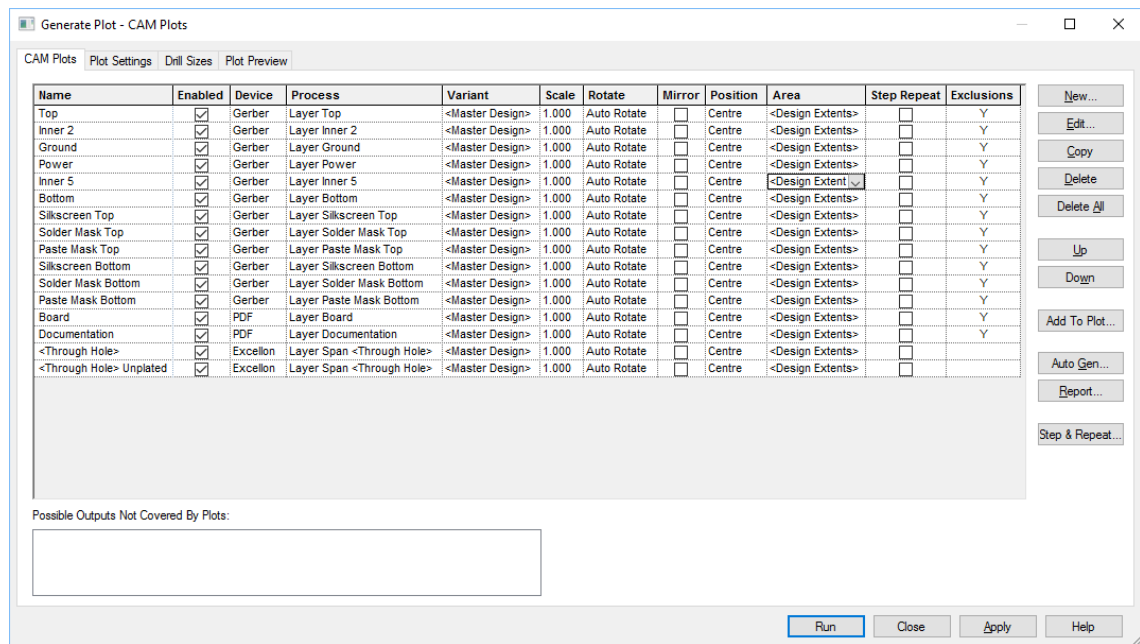 Generate Plot - CAM Plots
CAM Plots Plot Settings Drill Sizes Plot Preview
Name Enabled Device Process Variant Scale Rotate Mirror Position Area Step Repeat Exclusions
Top Gerber Layer Top <Master Design> 1.000 Auto Rotate Centre <Design Extents> Y
Inner 2 Gerber Layer Inner 2 <Master Design> 1.000 Auto Rotate Centre <Design Extents> Y
Ground Gerber Layer Ground <Master Design> 1.000 Auto Rotate Centre <Design Extents> Y
Power Gerber Layer Power <Master Design> 1.000 Auto Rotate Centre <Design Extents> Y
Inner 5 Gerber Layer Inner 5 <Master Design> 1.000 Auto Rotate Centre <Design Extent Y
Bottom Gerber Layer Bottom <Master Design> 1.000 Auto Rotate Centre <Design Extents> Y
Silkscreen Top Gerber Layer Silkscreen Top <Master Design> 1.000 Auto Rotate Centre <Design Extents> Y
Solder Mask Top Gerber Layer Solder Mask Top <Master Design> 1.000 Auto Rotate Centre <Design Extents> Y
Paste Mask Top Gerber Layer Paste Mask Top <Master Design> 1.000 Auto Rotate Centre <Design Extents> Y
Silkscreen Bottom Gerber Layer Silkscreen Bottom <Master Design> 1.000 Auto Rotate Centre <Design Extents> Y
Solder Mask Bottom Gerber Layer Solder Mask Bottom <Master Design> 1.000 Auto Rotate Centre <Design Extents> Y
Paste Mask Bottom Gerber Layer Paste Mask Bottom <Master Design> 1.000 Auto Rotate Centre <Design Extents> Y
Board PDF Layer Board <Master Design> 1.000 Auto Rotate Centre <Design Extents> Y
Documentation PDF Layer Documentation <Master Design> 1.000 Auto Rotate Centre <Design Extents> Y
<Through Hole> Excellon Layer Span <Through Hole> <Master Design> 1.000 Auto Rotate Centre <Design Extents>
<Through Hole> Unplated Excellon Layer Span <Through Hole> <Master Design> 1.000 Auto Rotate Centre <Design Extents>
New...
Edit...
Copy
Delete
Delete All
Up
Down
Add To Plot...
Auto Gen...
Report...
Step & Repeat...
Possible Outputs Not Covered By Plots:
Run Close Apply Help